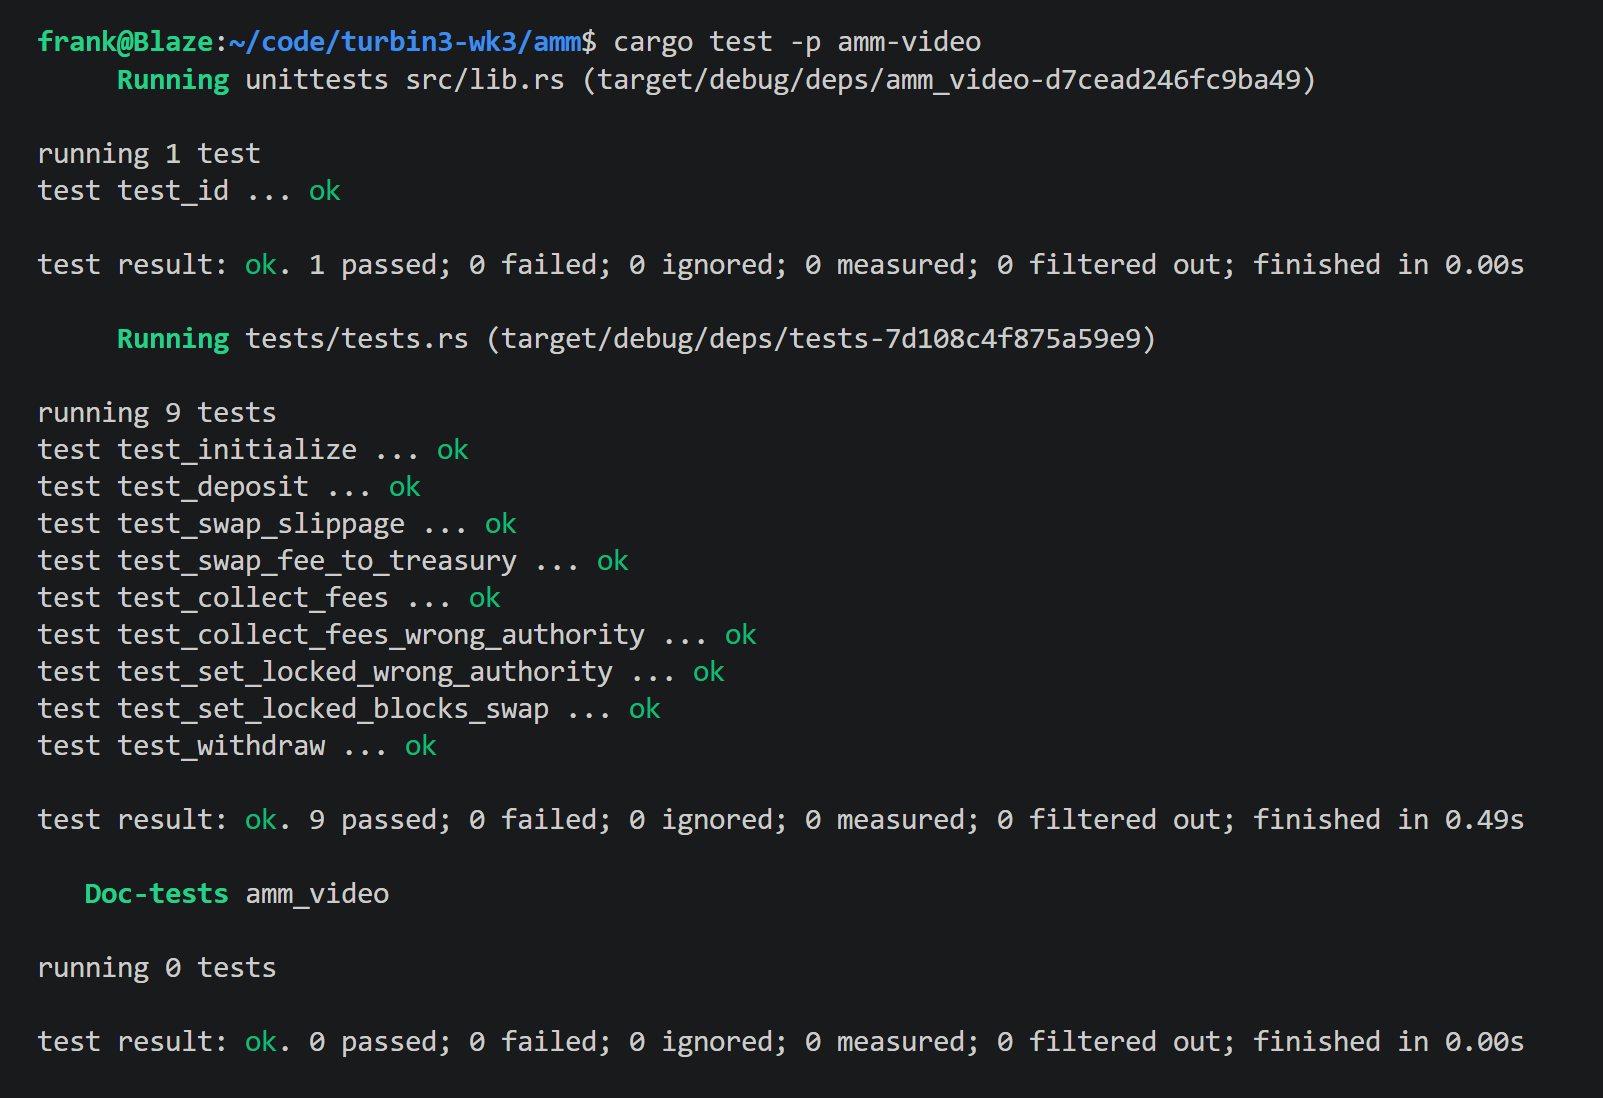 frank@Blaze:~/code/turbin3-wk3/amm$ cargo test -p amm-video
     Running unittests src/lib.rs (target/debug/deps/amm_video-d7cead246fc9ba49)

running 1 test
test test_id ... ok

test result: ok. 1 passed; 0 failed; 0 ignored; 0 measured; 0 filtered out; finished in 0.00s

     Running tests/tests.rs (target/debug/deps/tests-7d108c4f875a59e9)

running 9 tests
test test_initialize ... ok
test test_deposit ... ok
test test_swap_slippage ... ok
test test_swap_fee_to_treasury ... ok
test test_collect_fees ... ok
test test_collect_fees_wrong_authority ... ok
test test_set_locked_wrong_authority ... ok
test test_set_locked_blocks_swap ... ok
test test_withdraw ... ok

test result: ok. 9 passed; 0 failed; 0 ignored; 0 measured; 0 filtered out; finished in 0.49s

   Doc-tests amm_video

running 0 tests

test result: ok. 0 passed; 0 failed; 0 ignored; 0 measured; 0 filtered out; finished in 0.00s